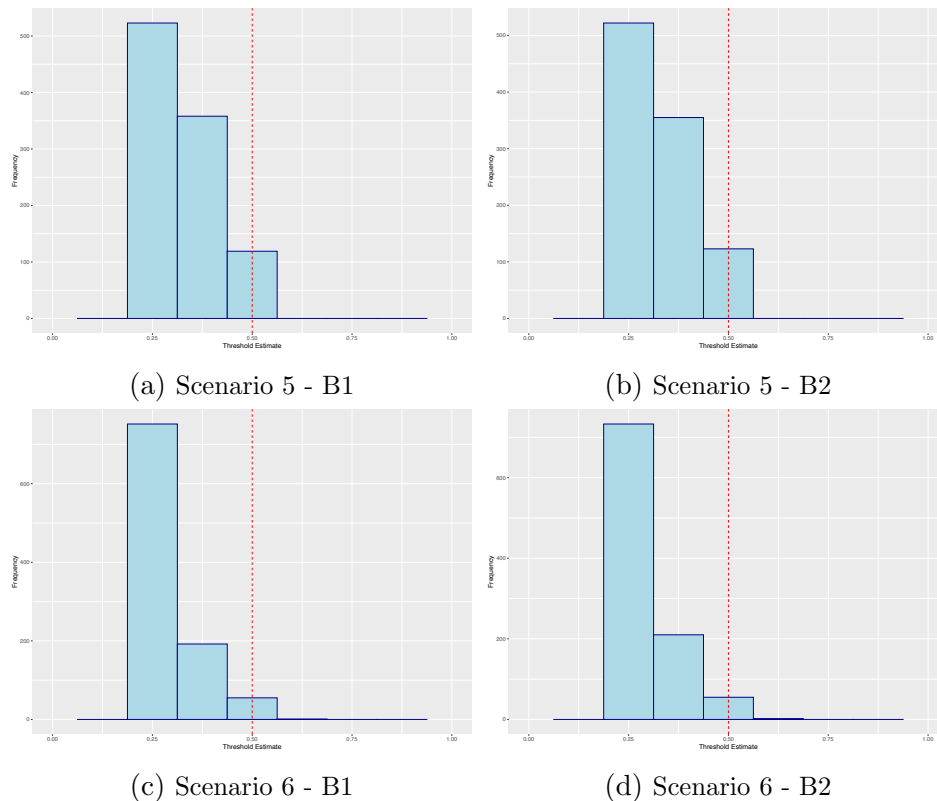 500
400
300
200
100
0
Frequency
0.00 0.25 0.50 0.75 1.00
Threshold Estimate
(a) Scenario 5 - B1
500
400
300
200
100
0
Frequency
0.00 0.25 0.50 0.75 1.00
Threshold Estimate
(b) Scenario 5 - B2
600
400
200
0
Frequency
0.00 0.25 0.50 0.75 1.00
Threshold Estimate
(c) Scenario 6 - B1
600
400
200
0
Frequency
0.00 0.25 0.50 0.75 1.00
Threshold Estimate
(d) Scenario 6 - B2